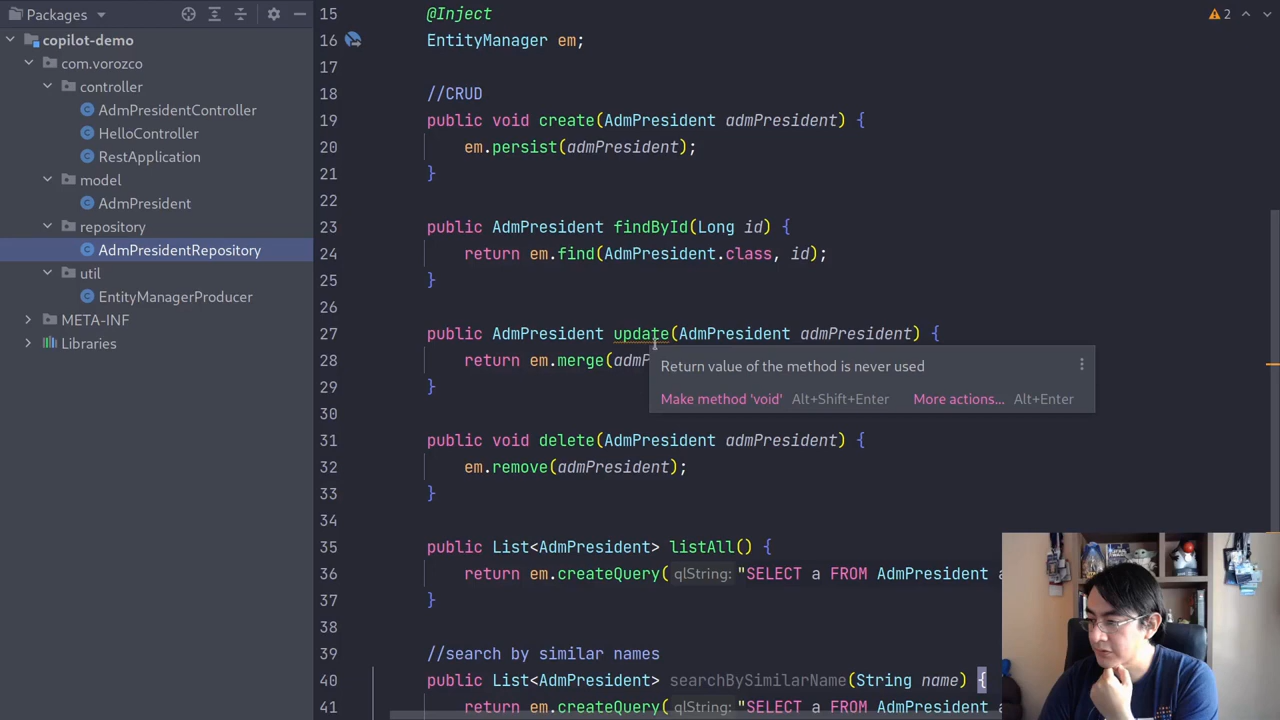 Packages
copilot-demo
com.vorozco
controller
AdmPresidentController
HelloController
RestApplication
model
AdmPresident
repository
AdmPresidentRepository
util
EntityManagerProducer
META-INF
Libraries
2
15 @Inject
16 EntityManager em;
17
18 //CRUD
19 public void create(AdmPresident admPresident) {
20 em.persist(admPresident);
21 }
22
23 public AdmPresident findById(Long id) {
24 return em.find(AdmPresident.class, id);
25 }
26
27 public AdmPresident update(AdmPresident admPresident) {
28 return em.merge(admP
Return value of the method is never used
Make method 'void' Alt+Shift+Enter More actions... Alt+Enter
29 }
30
31 public void delete(AdmPresident admPresident) {
32 em.remove(admPresident);
33 }
34
35 public List<AdmPresident> listAll() {
36 return em.createQuery( qlString: "SELECT a FROM AdmPresident a
37 }
38
39 //search by similar names
40 public List<AdmPresident> searchBySimilarName(String name) {
41 return em.createQuery( qlString: "SELECT a FROM AdmPresident a